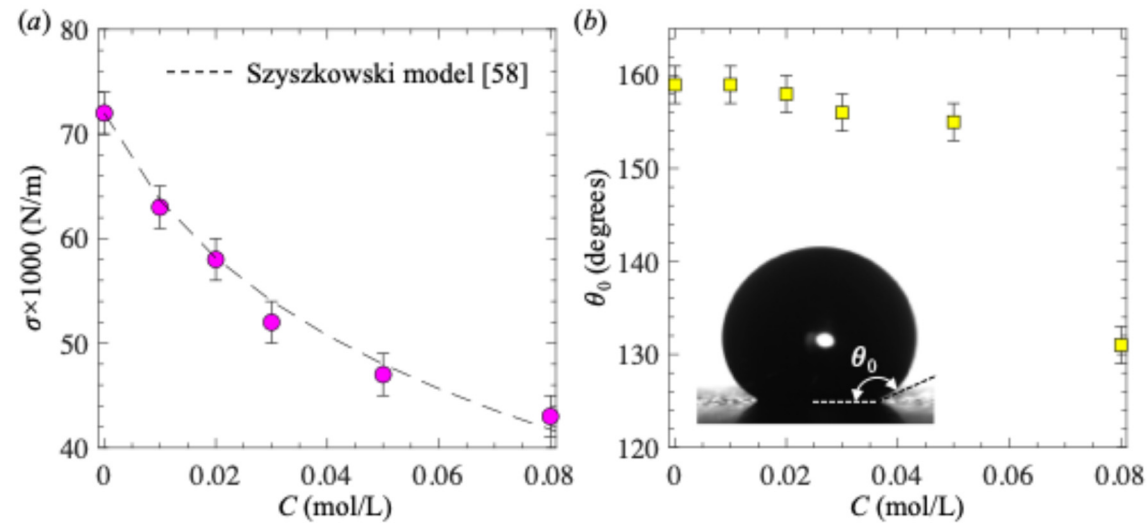 (a)
80
70
60
50
40
σ×1000 (N/m)
Szyszkowski model [58]
0 0.02 0.04 0.06 0.08
C (mol/L)
(b)
160
150
140
130
120
θ0 (degrees)
θ0
0 0.02 0.04 0.06 0.08
C (mol/L)